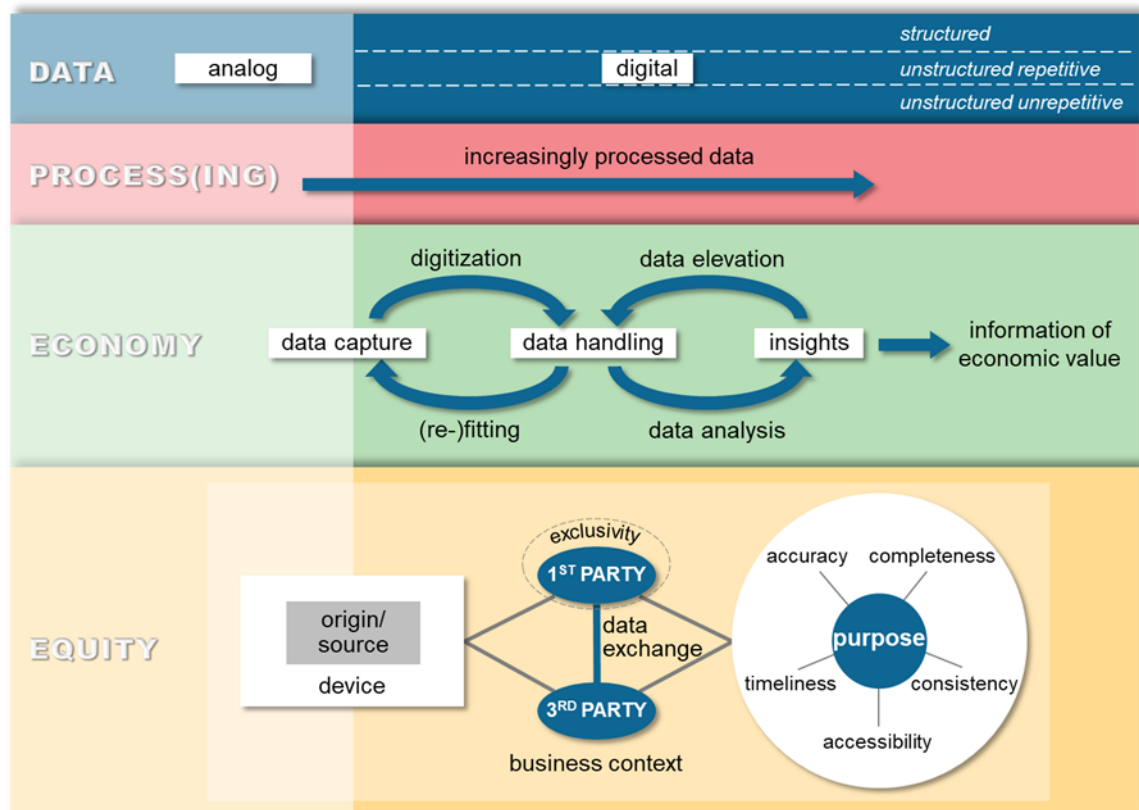 DATA
analog
digital
structured
unstructured repetitive
unstructured unrepetitive
PROCESS(ING)
increasingly processed data
ECONOMY
digitization
data elevation
data capture
data handling
insights
information of
economic value
(re-)fitting
data analysis
EQUITY
origin/
source
device
exclusivity
1ST PARTY
data
exchange
3RD PARTY
business context
accuracy
completeness
purpose
timeliness
consistency
accessibility